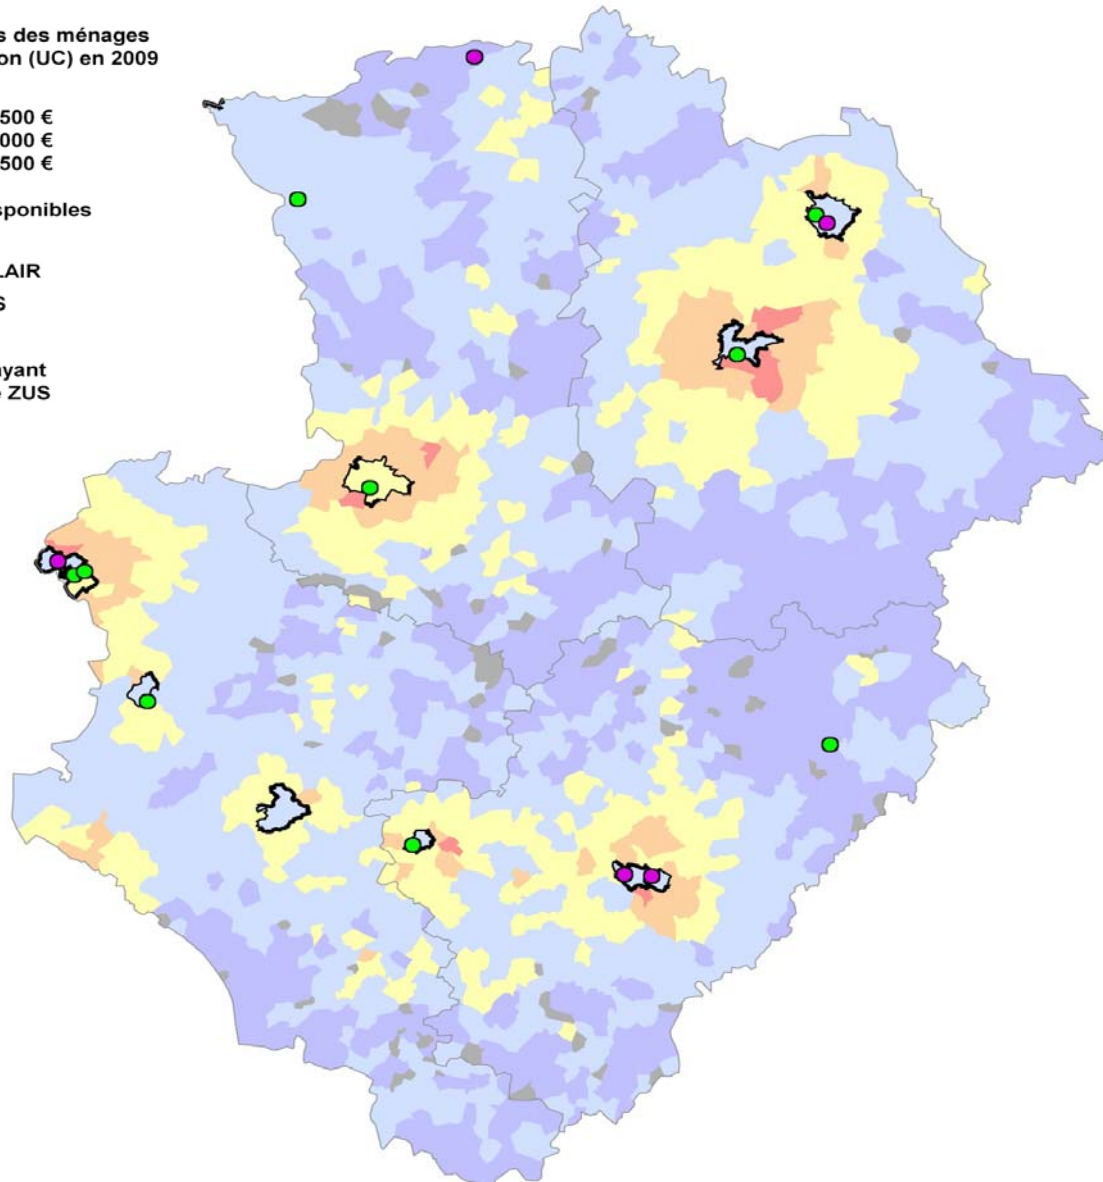 des ménages
on (UC) en 2009
500 €
000 €
500 €
sponibles
LAIR
S
ayant
ZUS